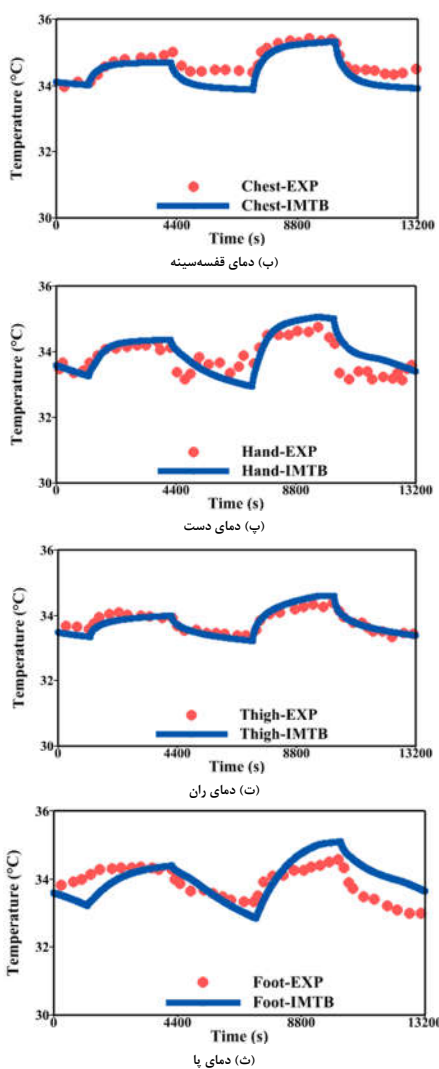 36
34
32
30
Temperature (°C)
Chest-EXP
Chest-IMTB
0 4400 8800 13200
Time (s)
(ب) دمای قفسه‌سینه
36
34
32
30
Temperature (°C)
Hand-EXP
Hand-IMTB
0 4400 8800 13200
Time (s)
(پ) دمای دست
36
34
32
30
Temperature (°C)
Thigh-EXP
Thigh-IMTB
0 4400 8800 13200
Time (s)
(ت) دمای ران
36
34
32
30
Temperature (°C)
Foot-EXP
Foot-IMTB
0 4400 8800 13200
Time (s)
(ث) دمای پا